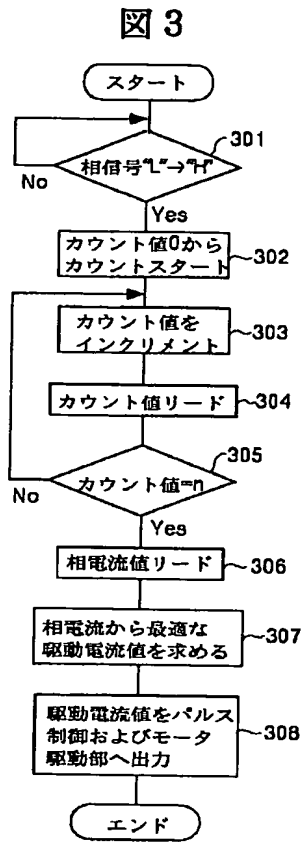 図3
スタート
301
相信号"L"→"H"
No
Yes
カウント値0から
カウントスタート
302
カウント値を
インクリメント
303
カウント値リード
304
305
カウント値=n
No
Yes
相電流値リード
306
相電流から最適な
駆動電流値を求める
307
駆動電流値をパルス
制御およびモータ
駆動部へ出力
308
エンド